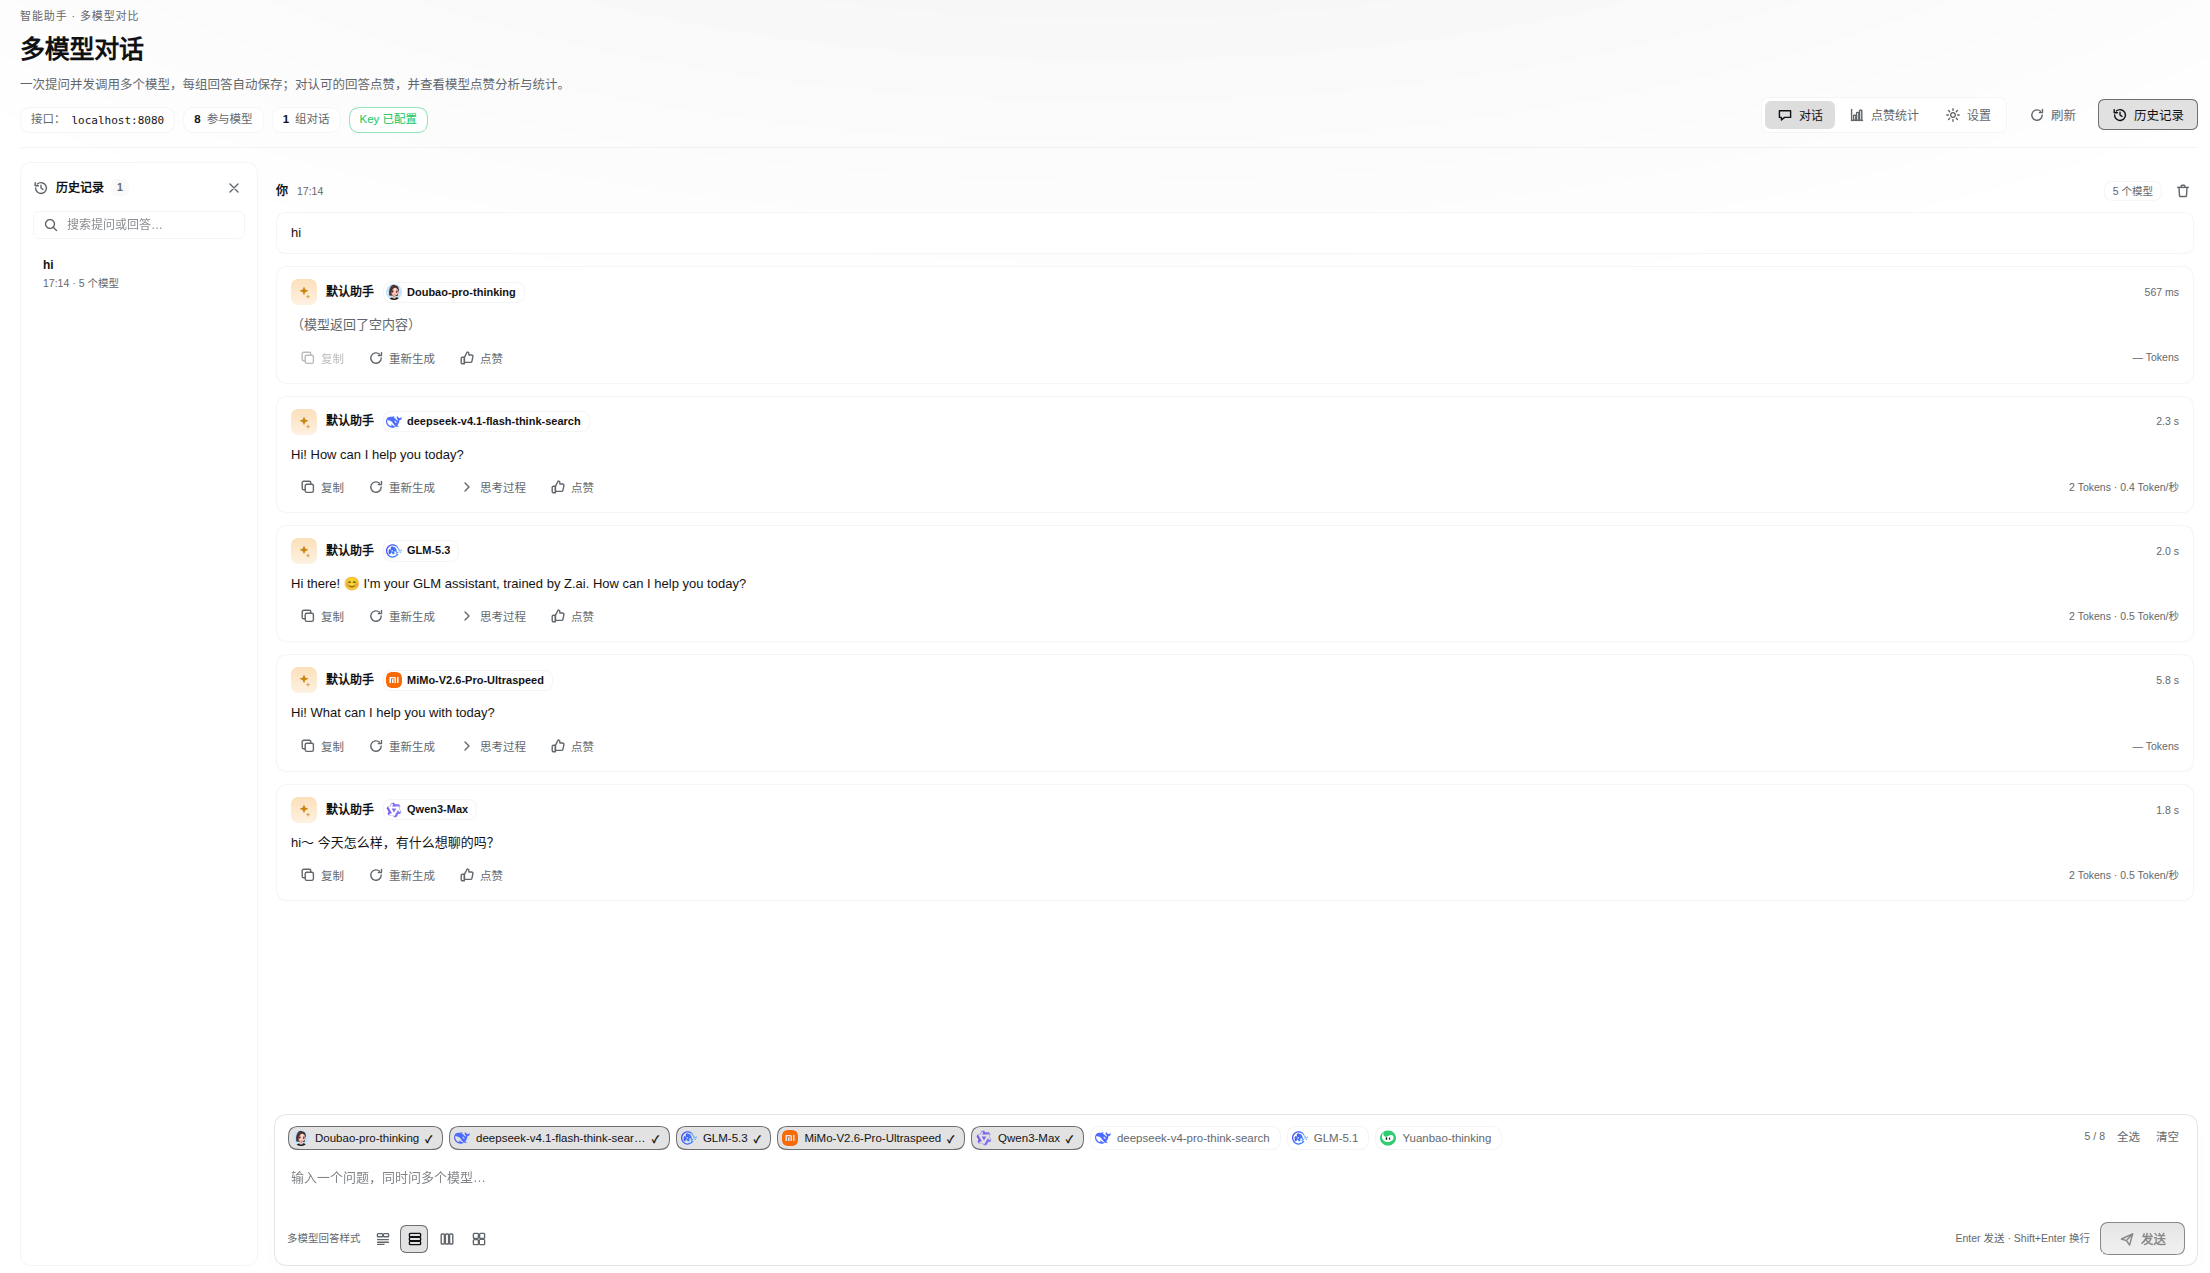 智能助手 · 多模型对比
多模型对话
一次提问并发调用多个模型，每组回答自动保存；对认可的回答点赞，并查看模型点赞分析与统计。
接口： localhost:8080 8 参与模型 1 组对话 Key 已配置
对话 点赞统计 设置 刷新 历史记录
历史记录 1
搜索提问或回答…
hi
17:14 · 5 个模型
你 17:14 5 个模型
hi
默认助手 Doubao-pro-thinking 567 ms
（模型返回了空内容）
复制 重新生成 点赞 — Tokens
默认助手 deepseek-v4.1-flash-think-search 2.3 s
Hi! How can I help you today?
复制 重新生成 思考过程 点赞 2 Tokens · 0.4 Token/秒
默认助手 GLM-5.3 2.0 s
Hi there! 😊 I'm your GLM assistant, trained by Z.ai. How can I help you today?
复制 重新生成 思考过程 点赞 2 Tokens · 0.5 Token/秒
默认助手 MiMo-V2.6-Pro-Ultraspeed 5.8 s
Hi! What can I help you with today?
复制 重新生成 思考过程 点赞 — Tokens
默认助手 Qwen3-Max 1.8 s
hi～ 今天怎么样，有什么想聊的吗？
复制 重新生成 点赞 2 Tokens · 0.5 Token/秒
Doubao-pro-thinking ✓ deepseek-v4.1-flash-think-sear… ✓ GLM-5.3 ✓ MiMo-V2.6-Pro-Ultraspeed ✓ Qwen3-Max ✓ deepseek-v4-pro-think-search GLM-5.1 Yuanbao-thinking 5 / 8 全选 清空
输入一个问题，同时问多个模型…
多模型回答样式 Enter 发送 · Shift+Enter 换行 发送